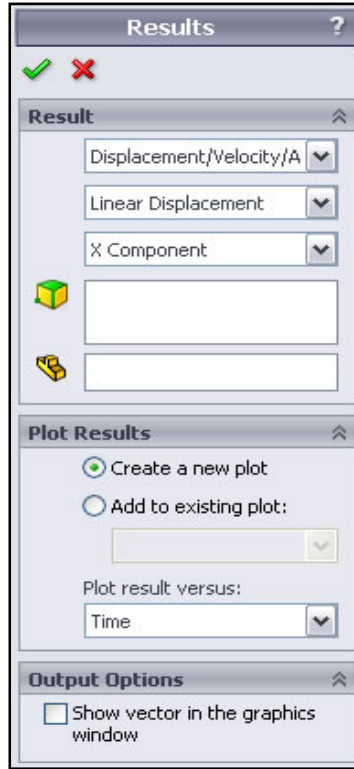 Results ?
Result
Displacement/Velocity/A
Linear Displacement
X Component
Plot Results
Create a new plot
Add to existing plot:
Plot result versus:
Time
Output Options
Show vector in the graphics
window